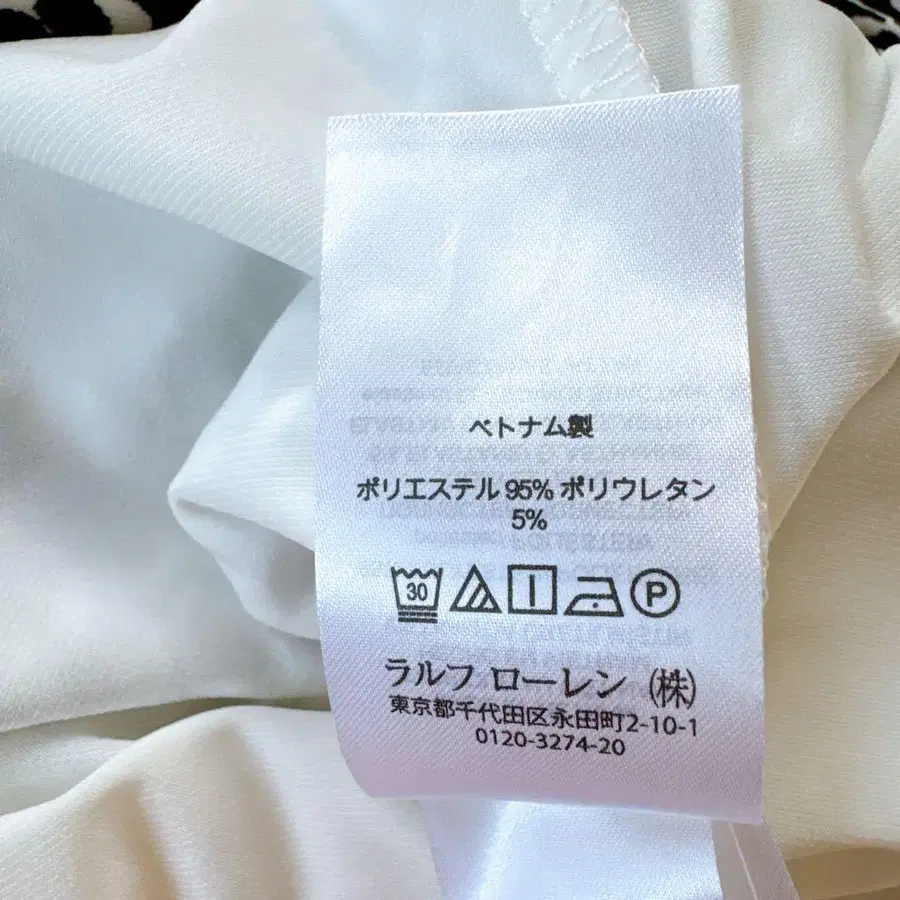 ベトナム製
ポリエステル 95% ポリウレタン
5%
30
P
ラルフ ローレン (株)
東京都千代田区永田町2-10-1
0120-3274-20